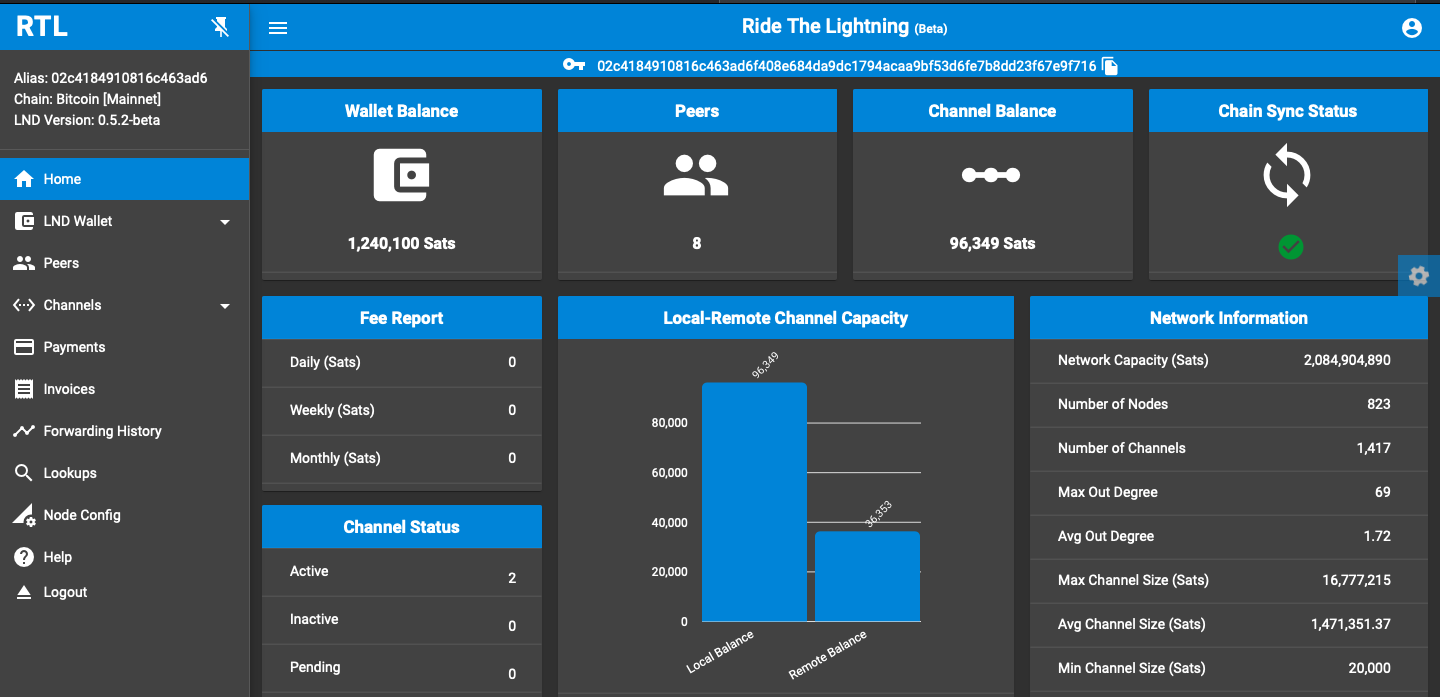 RTL
Ride The Lightning (Beta)
02c4184910816c463ad6f408e684da9dc1794acaa9bf53d6fe7b8dd23f67e9f716
Alias: 02c4184910816c463ad6
Chain: Bitcoin [Mainnet]
LND Version: 0.5.2-beta
Home
LND Wallet
Peers
Channels
Payments
Invoices
Forwarding History
Lookups
Node Config
Help
Logout
Wallet Balance
1,240,100 Sats
Peers
8
Channel Balance
96,349 Sats
Chain Sync Status
Fee Report
Daily (Sats) 0
Weekly (Sats) 0
Monthly (Sats) 0
Channel Status
Active 2
Inactive 0
Pending 0
Local-Remote Channel Capacity
96,349
80,000
60,000
36,353
40,000
20,000
0
Local Balance
Remote Balance
Network Information
Network Capacity (Sats) 2,084,904,890
Number of Nodes 823
Number of Channels 1,417
Max Out Degree 69
Avg Out Degree 1.72
Max Channel Size (Sats) 16,777,215
Avg Channel Size (Sats) 1,471,351.37
Min Channel Size (Sats) 20,000